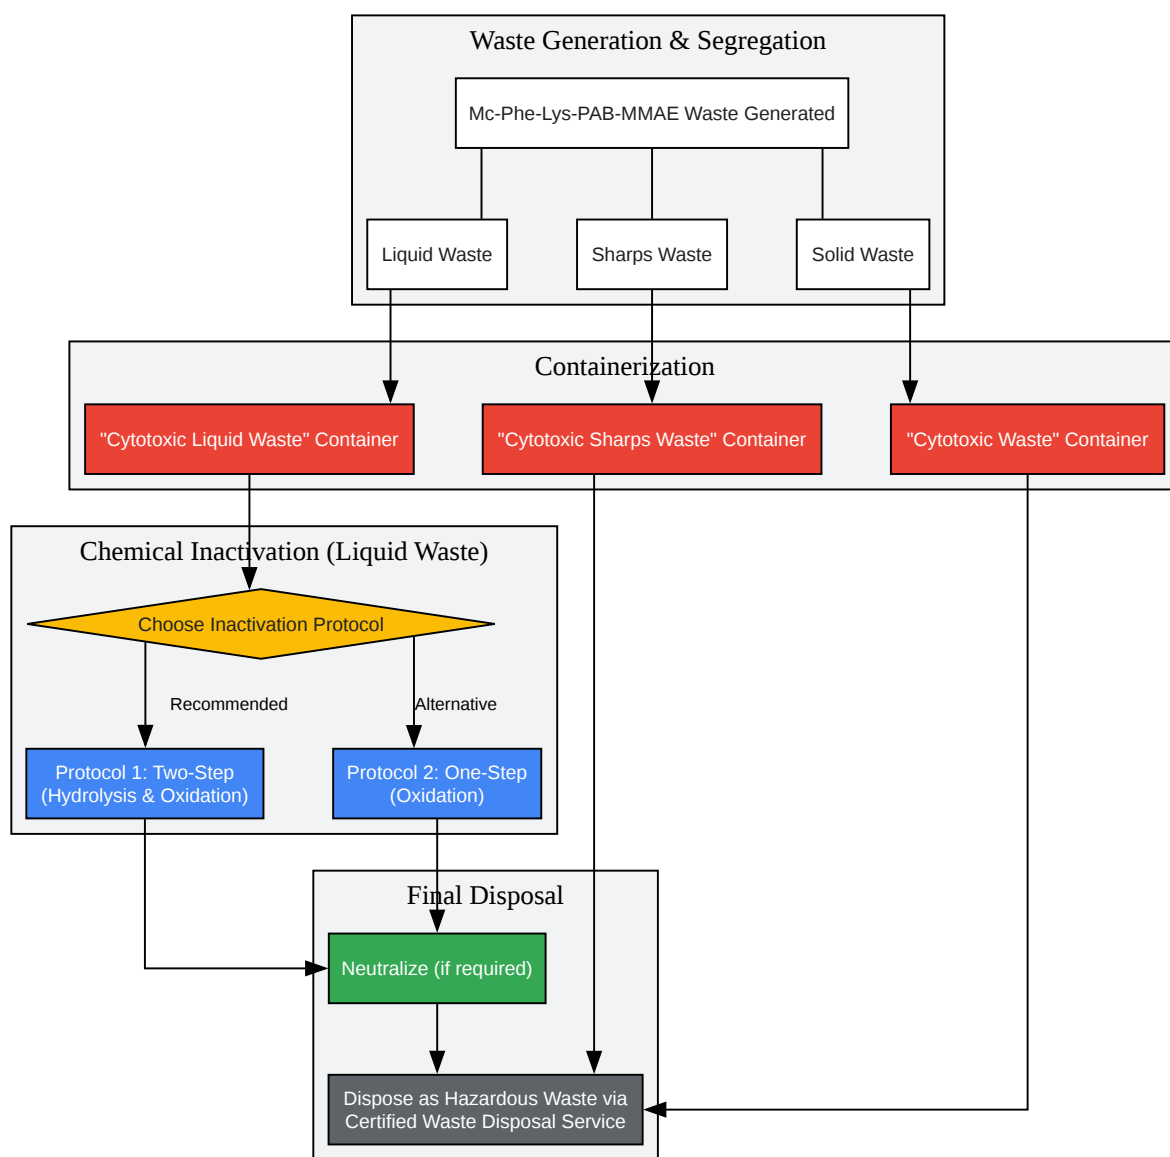 Waste Generation & Segregation
Mc-Phe-Lys-PAB-MMAE Waste Generated
Liquid Waste
Sharps Waste
Solid Waste
Containerization
"Cytotoxic Liquid Waste" Container
"Cytotoxic Sharps Waste" Container
"Cytotoxic Waste" Container
Chemical Inactivation (Liquid Waste)
Choose Inactivation Protocol
Recommended
Alternative
Protocol 1: Two-Step
(Hydrolysis & Oxidation)
Protocol 2: One-Step
(Oxidation)
Final Disposal
Neutralize (if required)
Dispose as Hazardous Waste via
Certified Waste Disposal Service